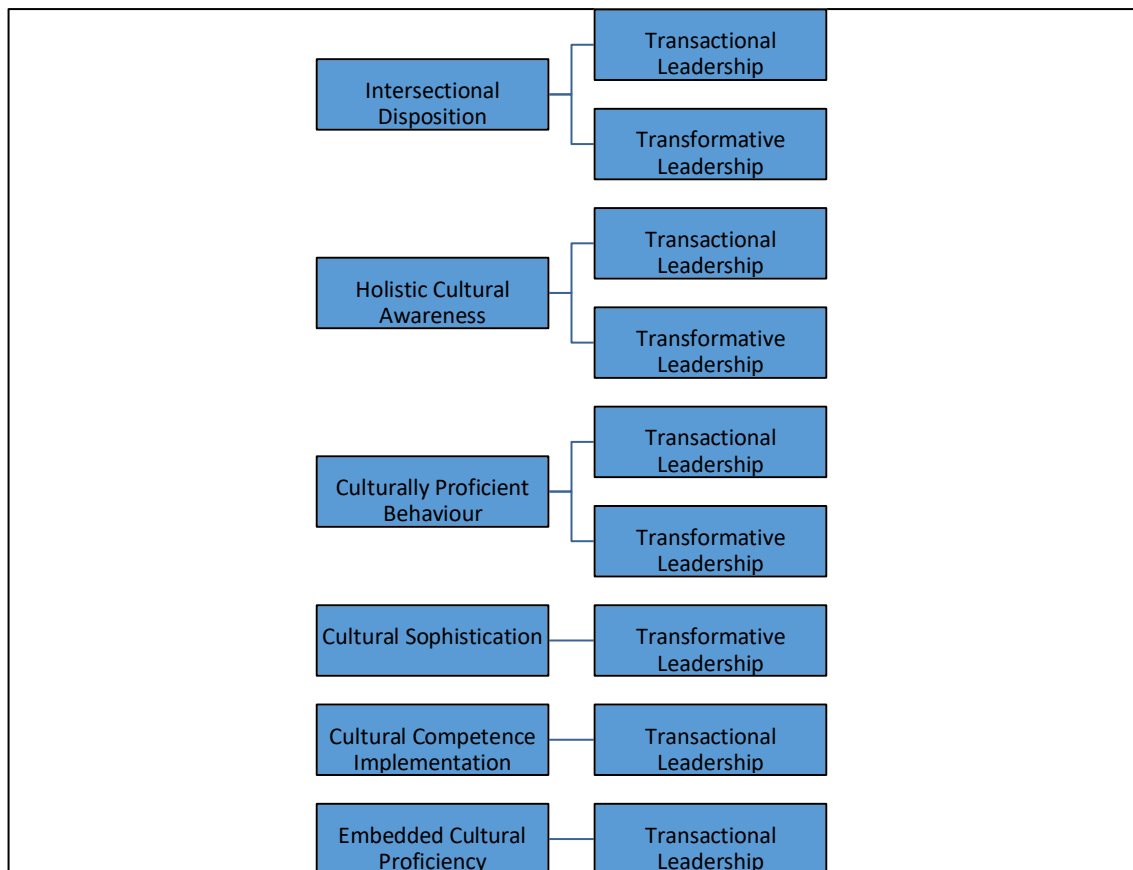 Transactional
Leadership
Intersectional
Disposition
Transformative
Leadership
Transactional
Leadership
Holistic Cultural
Awareness
Transformative
Leadership
Transactional
Leadership
Culturally Proficient
Behaviour
Transformative
Leadership
Cultural Sophistication
Transformative
Leadership
Cultural Competence
Implementation
Transactional
Leadership
Embedded Cultural
Proficiency
Transactional
Leadership